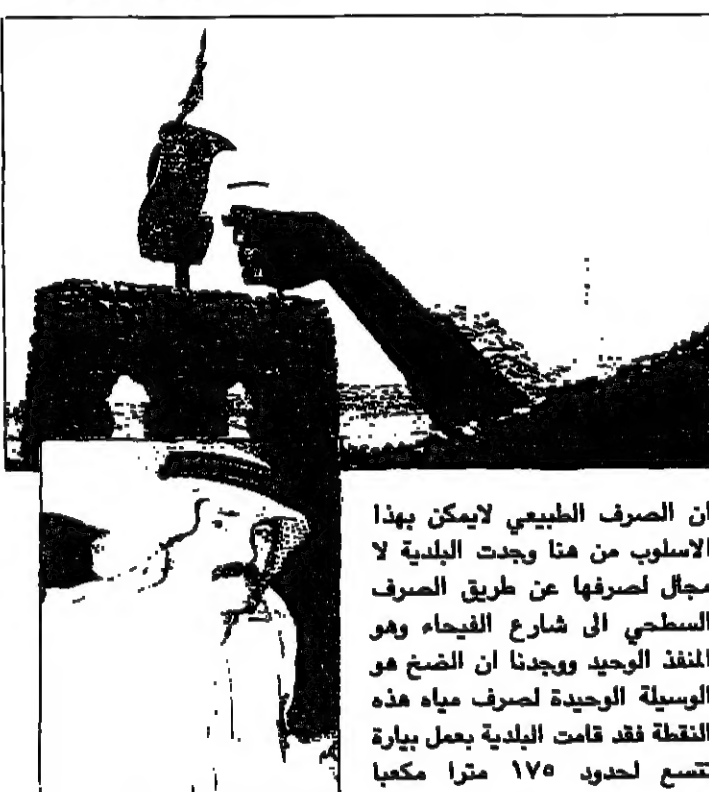 ان الصرف الطبيعي لايمكن بهذا
الاسلوب من هنا وجدت البلدية لا
مجال لصرفها عن طريق الصرف
السطحي الى شارع الفيحاء وهو
المنفذ الوحيد ووجدنا ان الضخ هو
الوسيلة الوحيدة لصرف مياه هذه
النقطة فقد قامت البلدية بعمل بيارة
تتسع لحدود ١٧٥ مترا مكعبا